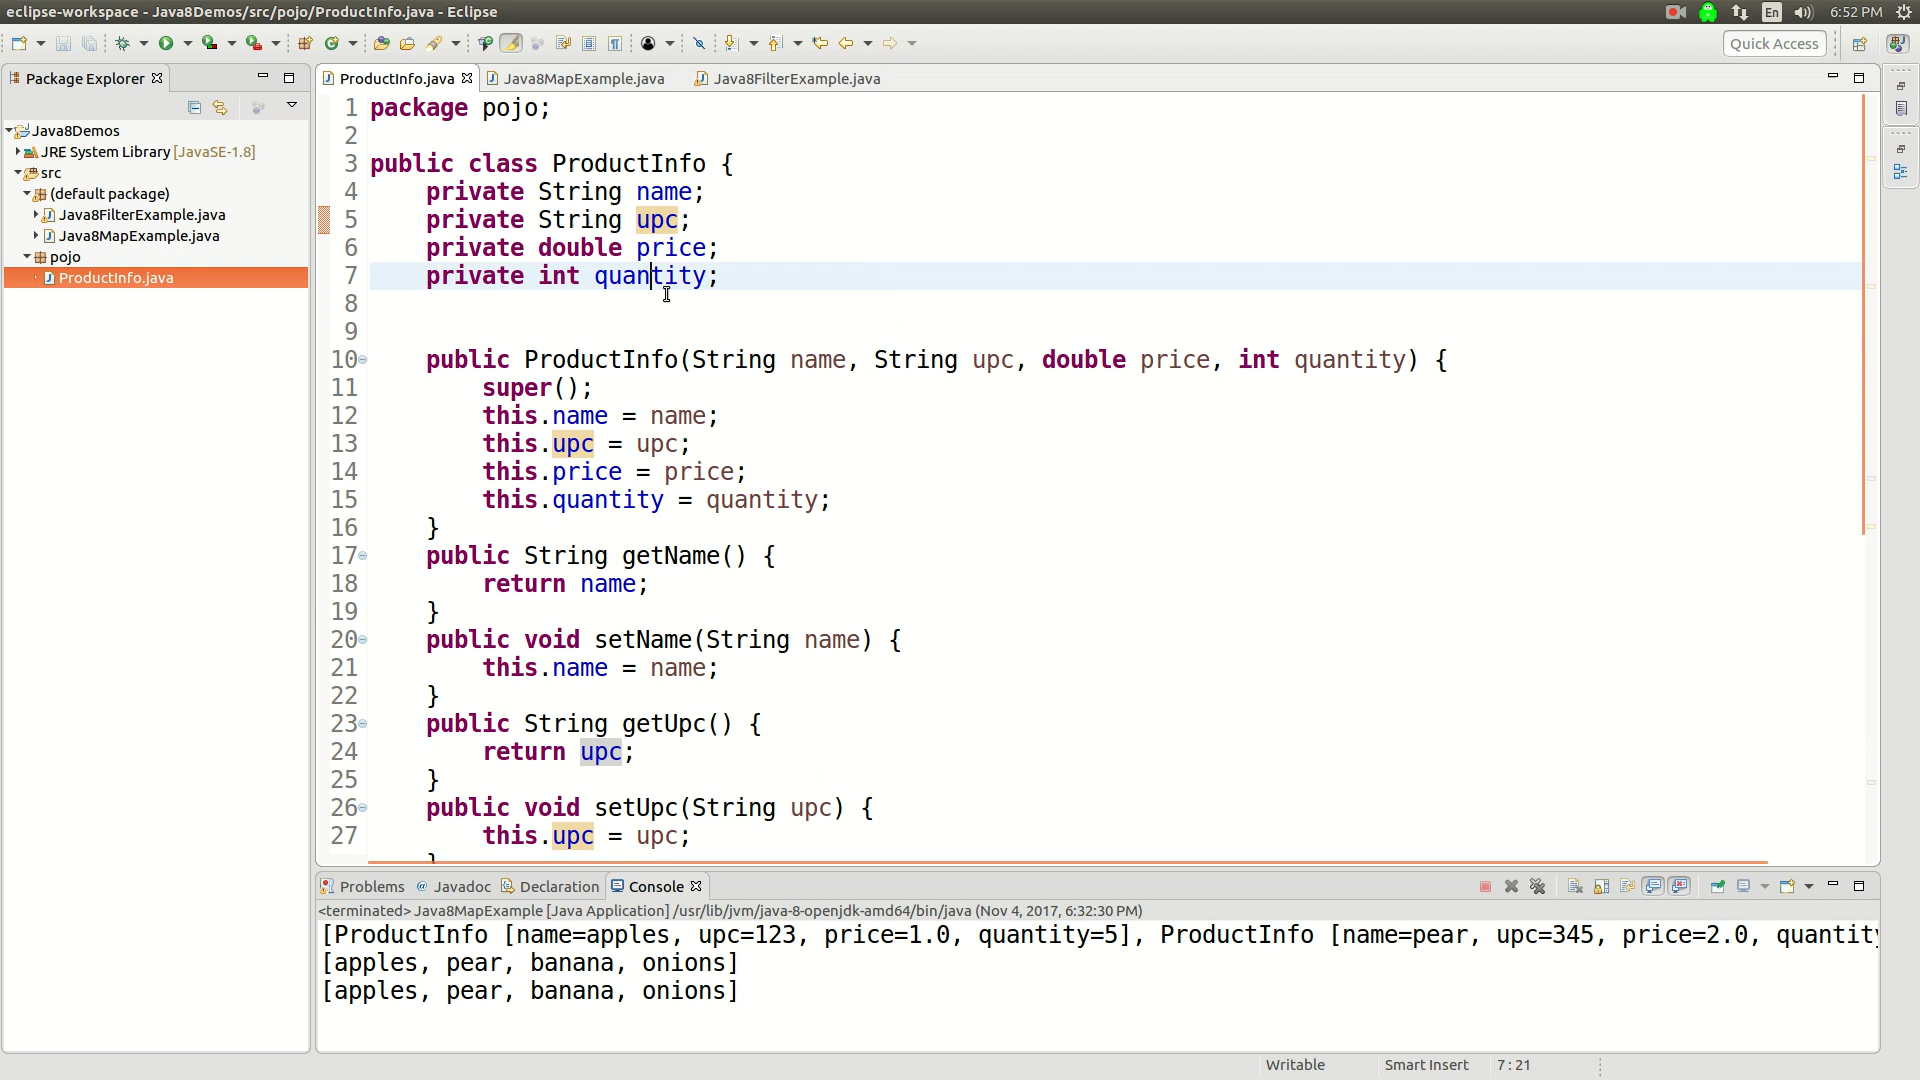 eclipse-workspace - Java8Demos/src/pojo/ProductInfo.java - Eclipse
En
6:52 PM
Quick Access
Package Explorer
ProductInfo.java
Java8MapExample.java
Java8FilterExample.java
Java8Demos
JRE System Library [JavaSE-1.8]
src
(default package)
Java8FilterExample.java
Java8MapExample.java
pojo
ProductInfo.java
1 package pojo;
2
3 public class ProductInfo {
4 private String name;
5 private String upc;
6 private double price;
7 private int quantity;
8
9
10 public ProductInfo(String name, String upc, double price, int quantity) {
11 super();
12 this.name = name;
13 this.upc = upc;
14 this.price = price;
15 this.quantity = quantity;
16 }
17 public String getName() {
18 return name;
19 }
20 public void setName(String name) {
21 this.name = name;
22 }
23 public String getUpc() {
24 return upc;
25 }
26 public void setUpc(String upc) {
27 this.upc = upc;
Problems @ Javadoc Declaration Console
<terminated> Java8MapExample [Java Application] /usr/lib/jvm/java-8-openjdk-amd64/bin/java (Nov 4, 2017, 6:32:30 PM)
[ProductInfo [name=apples, upc=123, price=1.0, quantity=5], ProductInfo [name=pear, upc=345, price=2.0, quantity
[apples, pear, banana, onions]
[apples, pear, banana, onions]
Writable
Smart Insert
7 : 21